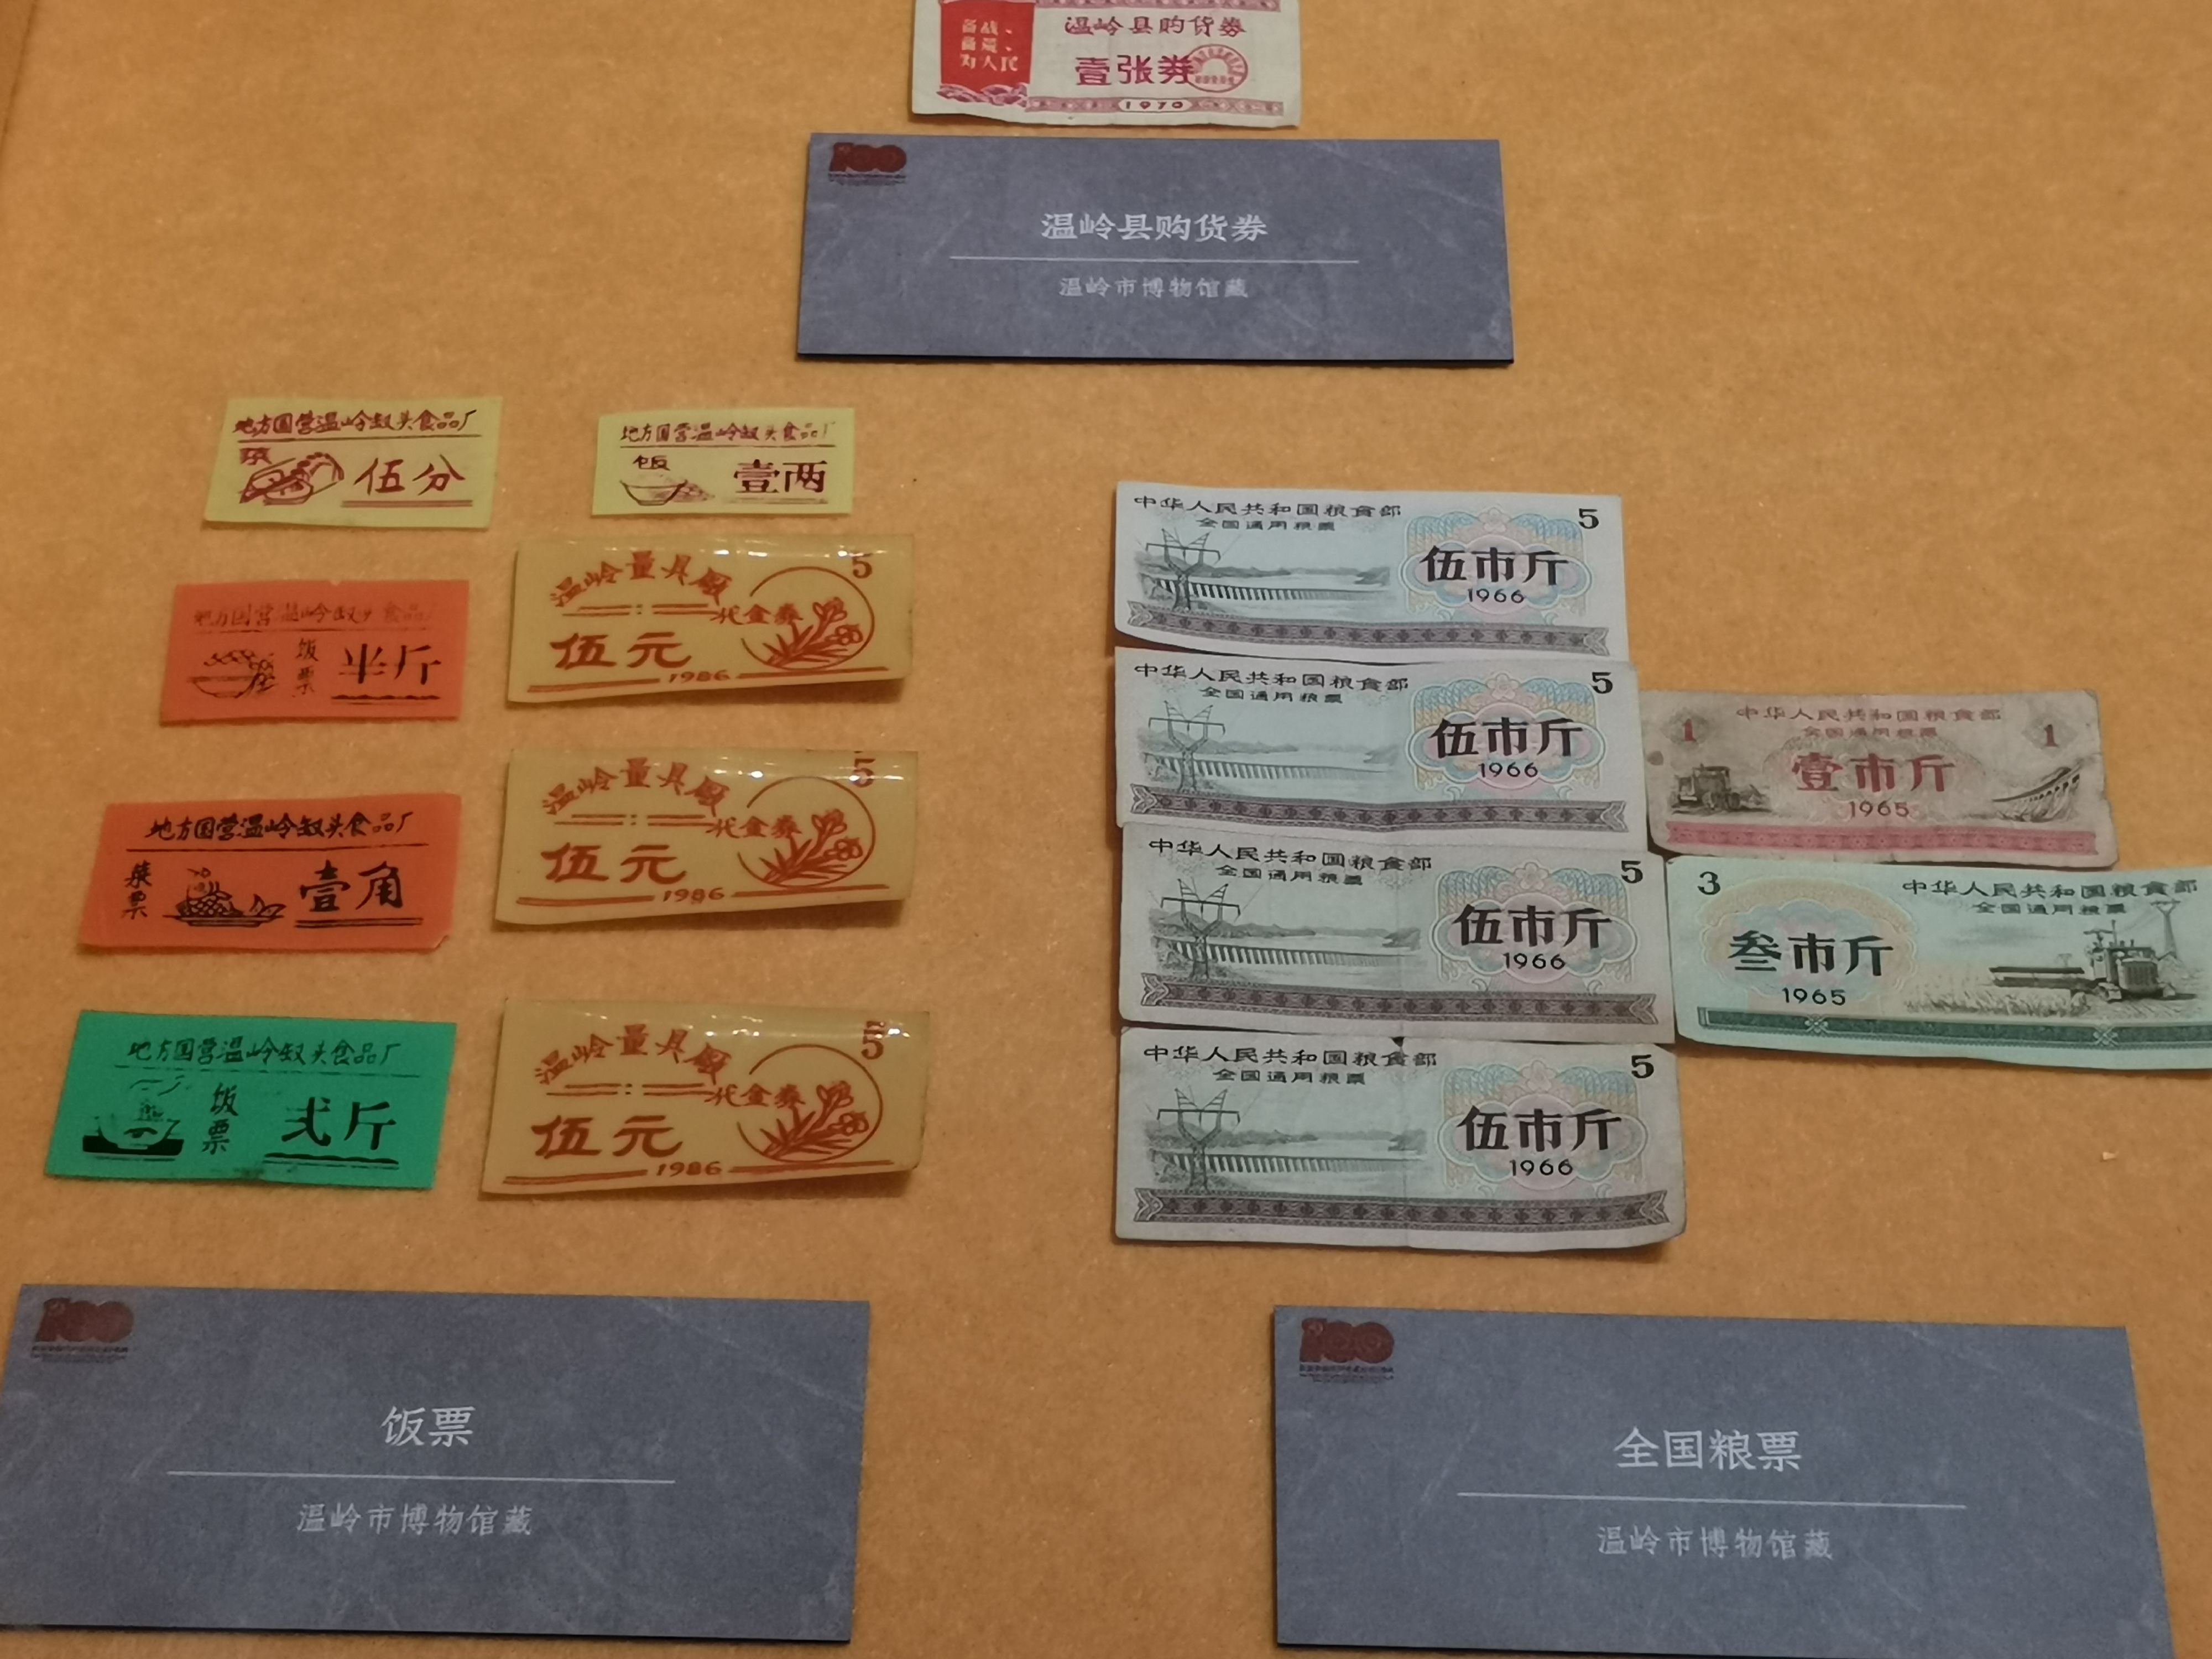 备战、
备荒、
为人民
温岭县购货券
壹张券
1970
100
温岭县购货券
温岭市博物馆藏
地方国营温岭缸头食品厂
菜
伍分
地方国营温岭缸头食品厂
饭
壹两
地方国营温岭缸头食品厂
饭票
半斤
地方国营温岭缸头食品厂
菜票
壹角
地方国营温岭缸头食品厂
饭票
弍斤
温岭量具厰
5
代金券
伍元
1986
温岭量具厰
5
代金券
伍元
1986
温岭量具厰
5
代金券
伍元
1986
中华人民共和国粮食部
5
全国通用粮票
伍市斤
1966
中华人民共和国粮食部
5
全国通用粮票
伍市斤
1966
中华人民共和国粮食部
5
全国通用粮票
伍市斤
1966
中华人民共和国粮食部
5
全国通用粮票
伍市斤
1966
中华人民共和国粮食部
1
1
全国通用粮票
壹市斤
1965
3
中华人民共和国粮食部
全国通用粮票
叁市斤
1965
100
饭票
温岭市博物馆藏
100
全国粮票
温岭市博物馆藏